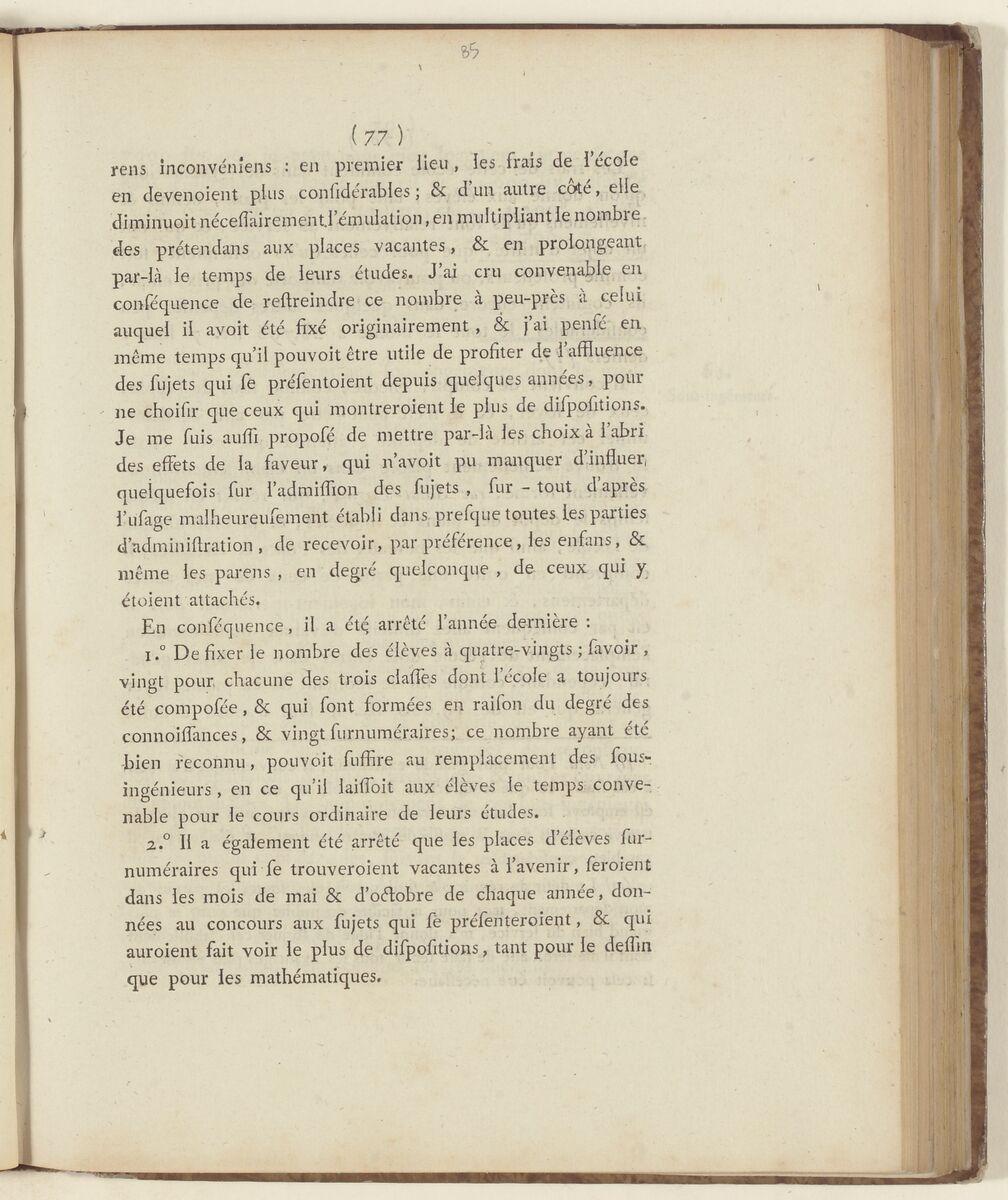 85
(77)
rens inconvéniens : en premier lieu, les frais de l'école
en devenoient plus conſidérables ; & d'un autre côté, elle
diminuoit néceſſairement l'émulation, en multipliant le nombre
des prétendans aux places vacantes, & en prolongeant
par-là le temps de leurs études. J'ai cru convenable en
conſéquence de reſtreindre ce nombre à peu-près à celui
auquel il avoit été fixé originairement, & j'ai penſé en
même temps qu'il pouvoit être utile de profiter de l'affluence
des ſujets qui ſe préſentoient depuis quelques années, pour
ne choiſir que ceux qui montreroient le plus de diſpoſitions.
Je me ſuis auſſi propoſé de mettre par-là les choix à l'abri
des effets de la faveur, qui n'avoit pu manquer d'influer
quelquefois ſur l'admiſſion des ſujets, ſur-tout d'après
l'uſage malheureuſement établi dans preſque toutes les parties
d'adminiſtration, de recevoir, par préférence, les enfans, &
même les parens, en degré quelconque, de ceux qui y
étoient attachés.
En conſéquence, il a été arrêté l'année dernière :
1.° De fixer le nombre des élèves à quatre-vingts ; ſavoir,
vingt pour chacune des trois claſſes dont l'école a toujours
été compoſée, & qui ſont formées en raiſon du degré des
connoiſſances, & vingt ſurnuméraires; ce nombre ayant été
bien reconnu, pouvoit ſuffire au remplacement des ſous-
ingénieurs, en ce qu'il laiſſoit aux élèves le temps conve-
nable pour le cours ordinaire de leurs études.
2.° Il a également été arrêté que les places d'élèves ſur-
numéraires qui ſe trouveroient vacantes à l'avenir, ſeroient
dans les mois de mai & d'octobre de chaque année, don-
nées au concours aux ſujets qui ſe préſenteroient, & qui
auroient fait voir le plus de diſpoſitions, tant pour le deſſin
que pour les mathématiques.